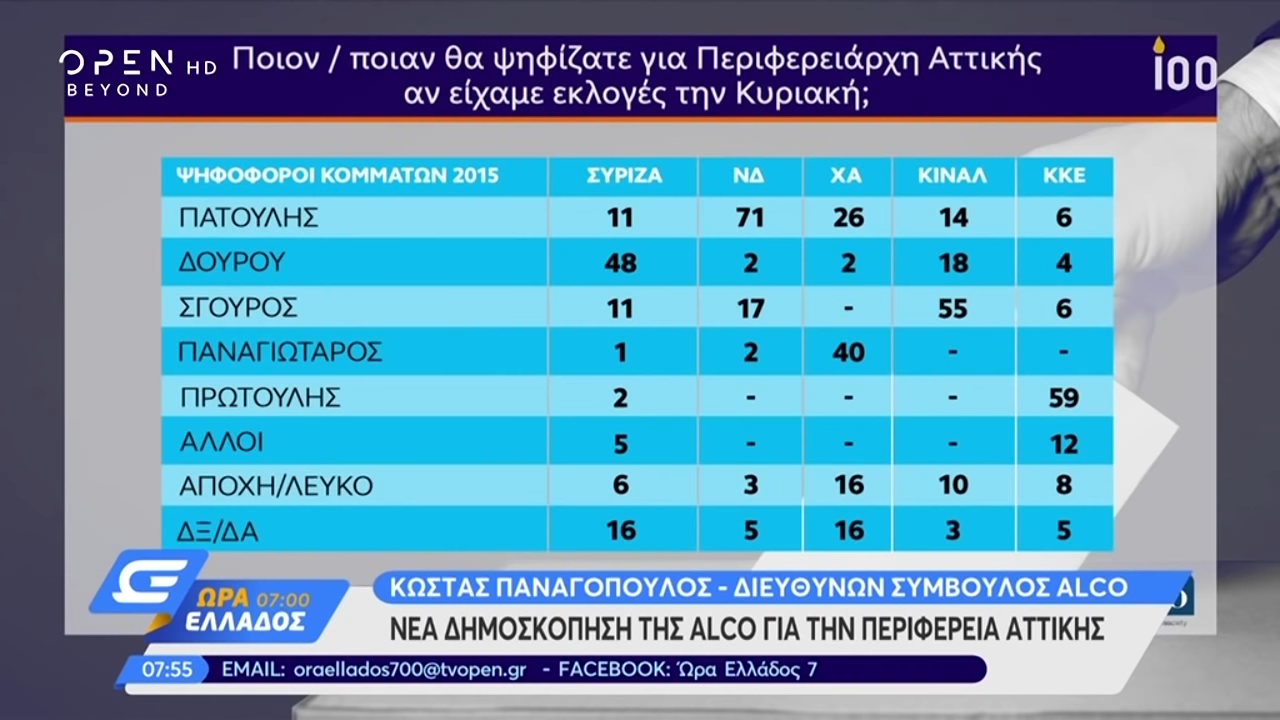 OPEN HD
BEYOND
Ποιον / ποιαν θα ψηφίζατε για Περιφερειάρχη Αττικής
αν είχαμε εκλογές την Κυριακή;
100
ΨΗΦΟΦΟΡΟΙ ΚΟΜΜΑΤΩΝ 2015 ΣΥΡΙΖΑ ΝΔ ΧΑ ΚΙΝΑΛ ΚΚΕ
ΠΑΤΟΥΛΗΣ 11 71 26 14 6
ΔΟΥΡΟΥ 48 2 2 18 4
ΣΓΟΥΡΟΣ 11 17 - 55 6
ΠΑΝΑΓΙΩΤΑΡΟΣ 1 2 40 - -
ΠΡΩΤΟΥΛΗΣ 2 - - - 59
ΑΛΛΟΙ 5 - - - 12
ΑΠΟΧΗ/ΛΕΥΚΟ 6 3 16 10 8
ΔΞ/ΔΑ 16 5 16 3 5
ΩΡΑ 07:00
ΕΛΛΑΔΟΣ
ΚΩΣΤΑΣ ΠΑΝΑΓΟΠΟΥΛΟΣ - ΔΙΕΥΘΥΝΩΝ ΣΥΜΒΟΥΛΟΣ ALCO
ΝΕΑ ΔΗΜΟΣΚΟΠΗΣΗ ΤΗΣ ALCO ΓΙΑ ΤΗΝ ΠΕΡΙΦΕΡΕΙΑ ΑΤΤΙΚΗΣ
07:55 EMAIL: oraellados700@tvopen.gr - FACEBOOK: Ώρα Ελλάδος 7